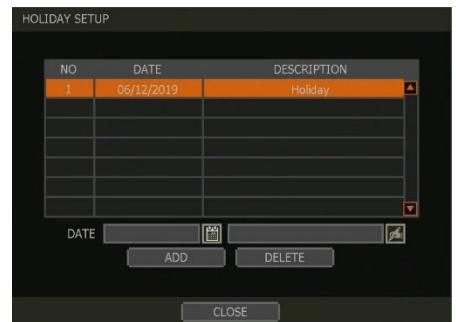 HOLIDAY SETUP
NO DATE DESCRIPTION
1 06/12/2019 Holiday
DATE
ADD DELETE
CLOSE